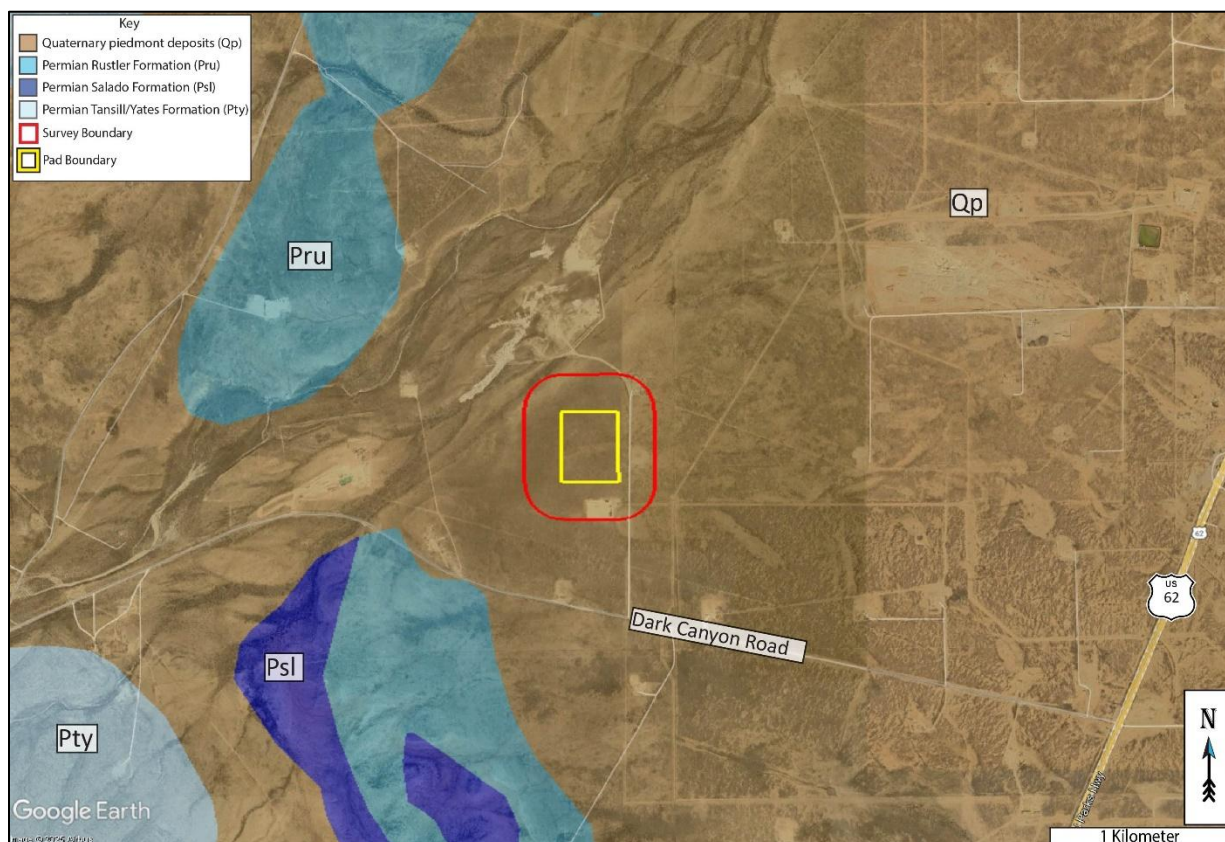 Key
Quaternary piedmont deposits (Qp)
Permian Rustler Formation (Pru)
Permian Salado Formation (Psl)
Permian Tansill/Yates Formation (Pty)
Survey Boundary
Pad Boundary
Qp
Pru
62
US
62
Dark Canyon Road
Psl
Pty
N
Google Earth
1 Kilometer